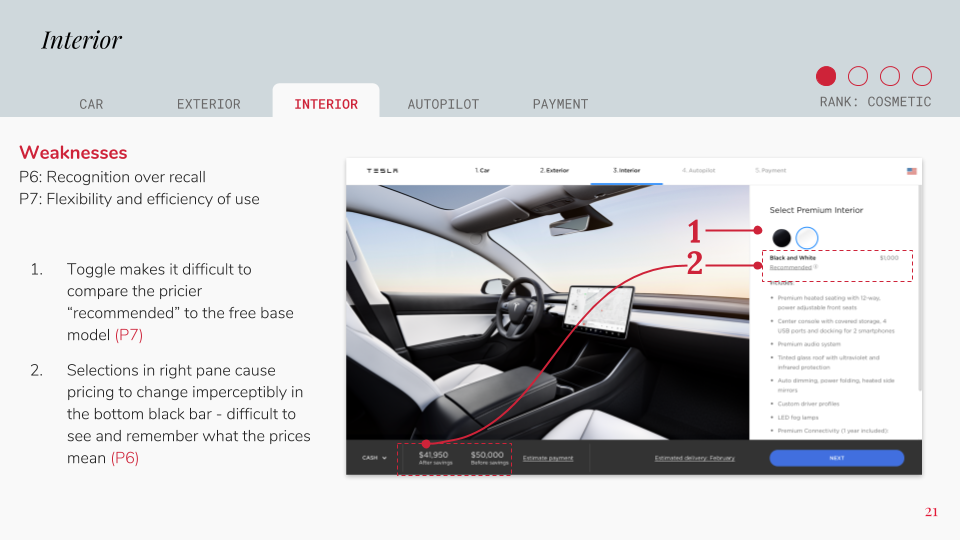 Interior
CAR
EXTERIOR
INTERIOR
AUTOPILOT
PAYMENT
RANK: COSMETIC
Weaknesses
P6: Recognition over recall
P7: Flexibility and efficiency of use
1. Toggle makes it difficult to
compare the pricier
“recommended” to the free base
model (P7)
2. Selections in right pane cause
pricing to change imperceptibly in
the bottom black bar - difficult to
see and remember what the prices
mean (P6)
TESLA
1. Car
2. Exterior
3. Interior
4. Autopilot
5. Payment
Select Premium Interior
1
2
Black and White
$1,000
Recommended
Includes:
• Premium heated seating with 12-way,
power adjustable front seats
• Center console with covered storage, 4
USB ports and docking for 2 smartphones
• Premium audio system
• Tinted glass roof with ultraviolet and
infrared protection
• Auto dimming, power folding, heated side
mirrors
• Custom driver profiles
• LED fog lamps
• Premium Connectivity (1 year included)
CASH
$41,950
After savings
$50,000
Before savings
Estimate payment
Estimated delivery: February
NEXT
21